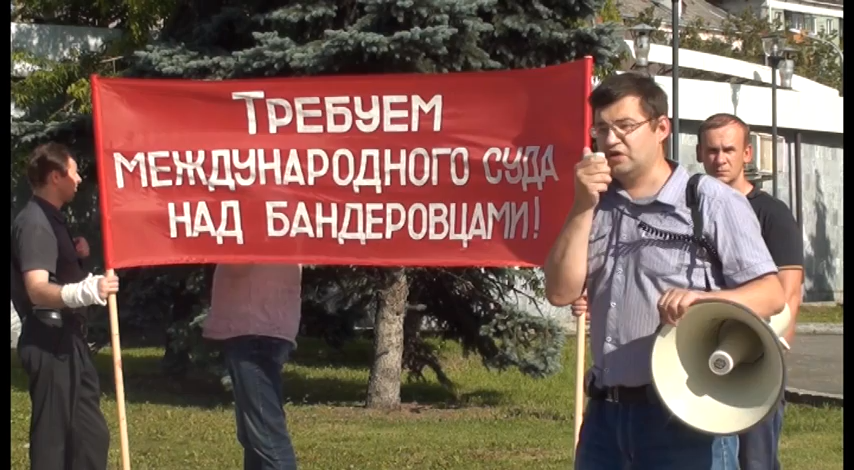 ТРЕБУЕМ
МЕЖДУНАРОДНОГО СУДА
НАД БАНДЕРОВЦАМИ!